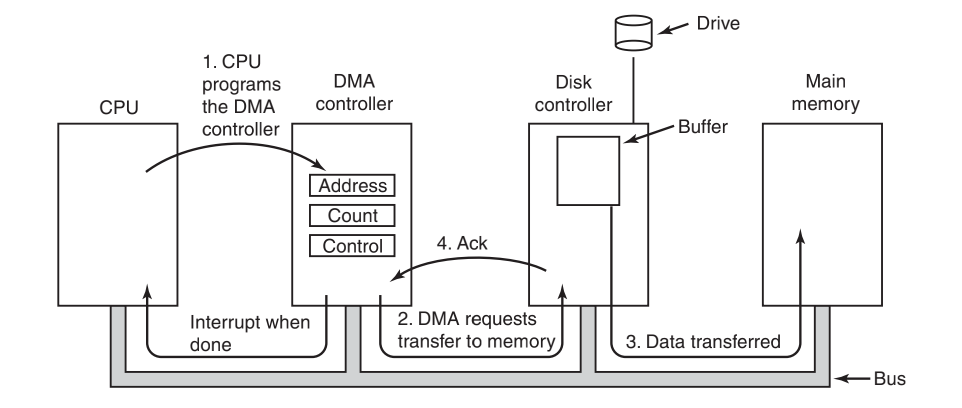 Drive
1. CPU
programs
the DMA
controller
CPU
DMA
controller
Disk
controller
Main
memory
Buffer
Address
Count
Control
4. Ack
Interrupt when
done
2. DMA requests
transfer to memory
3. Data transferred
Bus